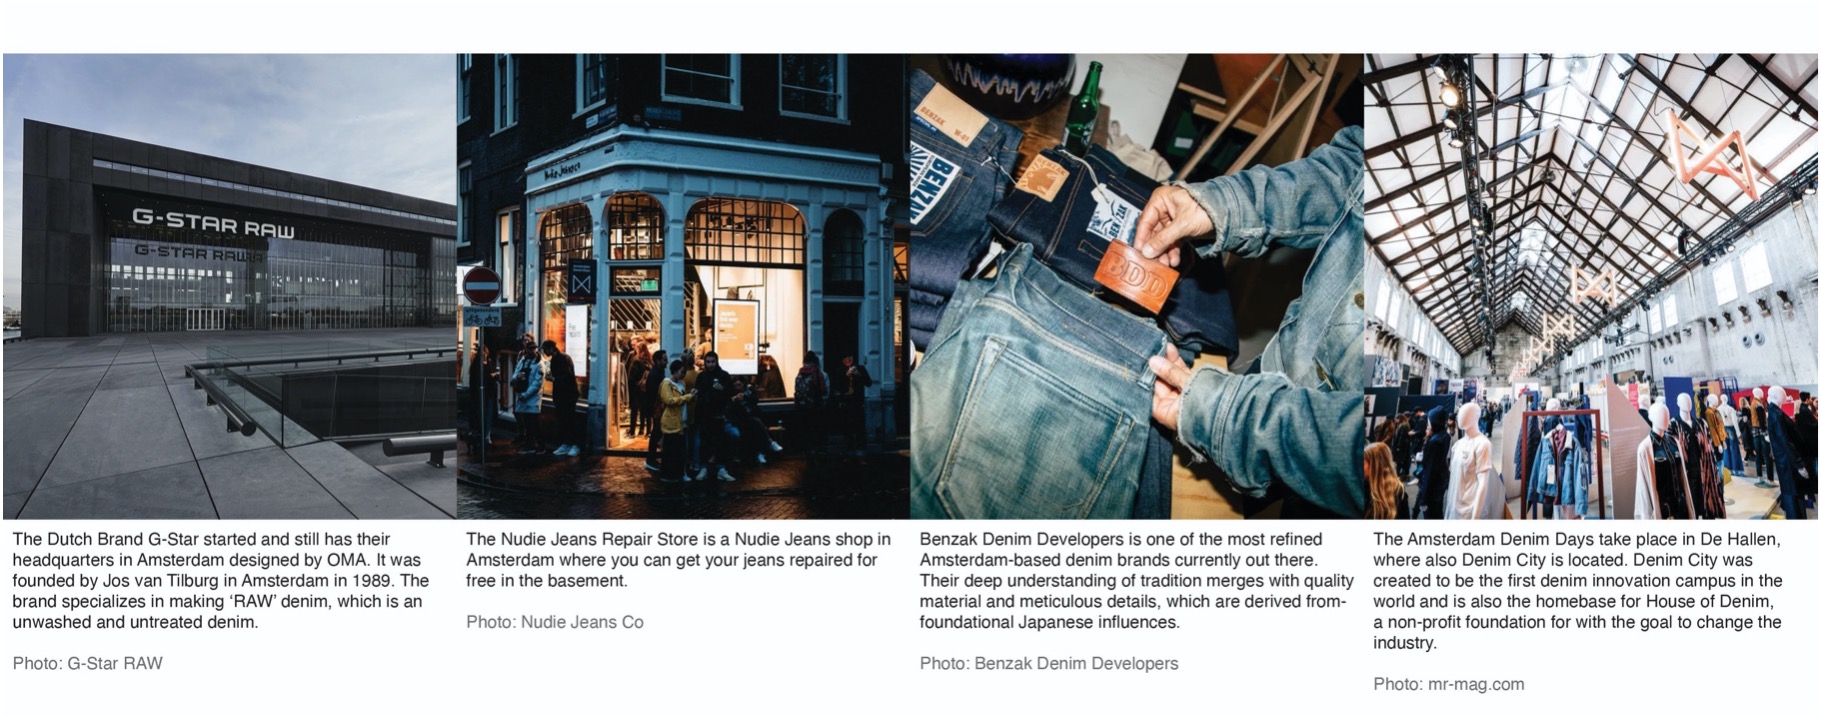 G-STAR RAW
G-STAR RAW
Nudie Jeans co
BENZAK
BENZAK
BDD
The Dutch Brand G-Star started and still has their
headquarters in Amsterdam designed by OMA. It was
founded by Jos van Tilburg in Amsterdam in 1989. The
brand specializes in making ‘RAW’ denim, which is an
unwashed and untreated denim.
Photo: G-Star RAW
The Nudie Jeans Repair Store is a Nudie Jeans shop in
Amsterdam where you can get your jeans repaired for
free in the basement.
Photo: Nudie Jeans Co
Benzak Denim Developers is one of the most refined
Amsterdam-based denim brands currently out there.
Their deep understanding of tradition merges with quality
material and meticulous details, which are derived from-
foundational Japanese influences.
Photo: Benzak Denim Developers
The Amsterdam Denim Days take place in De Hallen,
where also Denim City is located. Denim City was
created to be the first denim innovation campus in the
world and is also the homebase for House of Denim,
a non-profit foundation for with the goal to change the
industry.
Photo: mr-mag.com